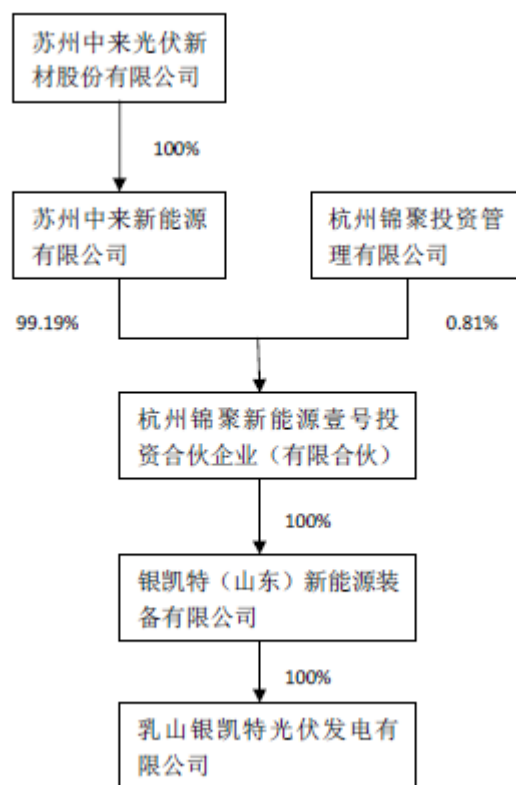 苏州中来光伏新
材股份有限公司
100%
苏州中来新能源
有限公司
杭州锦聚投资管
理有限公司
99.19%
0.81%
杭州锦聚新能源壹号投
资合伙企业（有限合伙）
100%
银凯特（山东）新能源装
备有限公司
100%
乳山银凯特光伏发电有
限公司